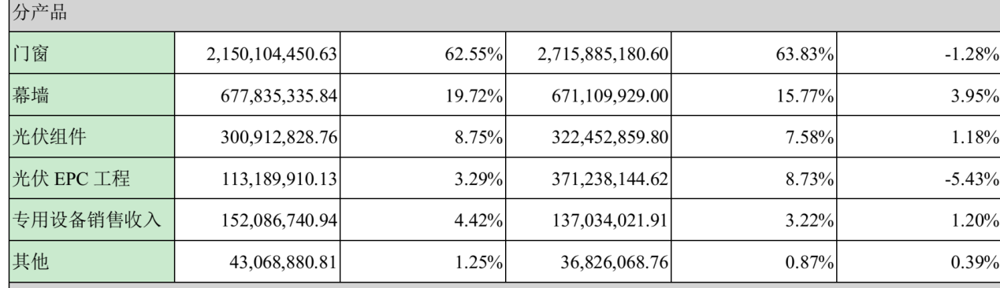 分产品
门窗 2,150,104,450.63 62.55% 2,715,885,180.60 63.83% -1.28%
幕墙 677,835,335.84 19.72% 671,109,929.00 15.77% 3.95%
光伏组件 300,912,828.76 8.75% 322,452,859.80 7.58% 1.18%
光伏 EPC 工程 113,189,910.13 3.29% 371,238,144.62 8.73% -5.43%
专用设备销售收入 152,086,740.94 4.42% 137,034,021.91 3.22% 1.20%
其他 43,068,880.81 1.25% 36,826,068.76 0.87% 0.39%